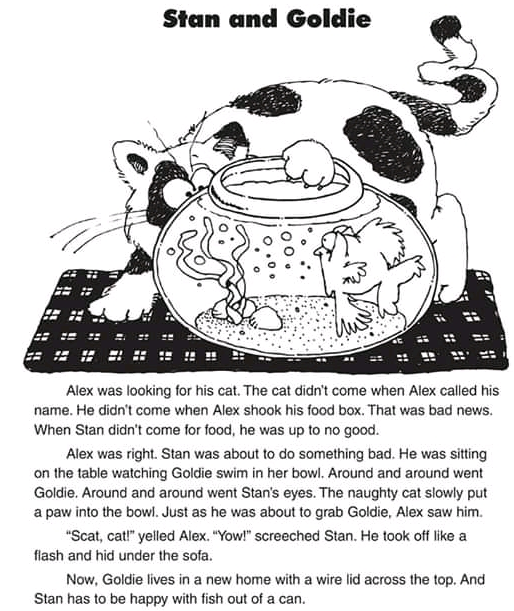 Stan and Goldie
Alex was looking for his cat. The cat didn't come when Alex called his
name. He didn't come when Alex shook his food box. That was bad news.
When Stan didn't come for food, he was up to no good.
Alex was right. Stan was about to do something bad. He was sitting
on the table watching Goldie swim in her bowl. Around and around went
Goldie. Around and around went Stan's eyes. The naughty cat slowly put
a paw into the bowl. Just as he was about to grab Goldie, Alex saw him.
"Scat, cat!" yelled Alex. "Yow!" screeched Stan. He took off like a
flash and hid under the sofa.
Now, Goldie lives in a new home with a wire lid across the top. And
Stan has to be happy with fish out of a can.